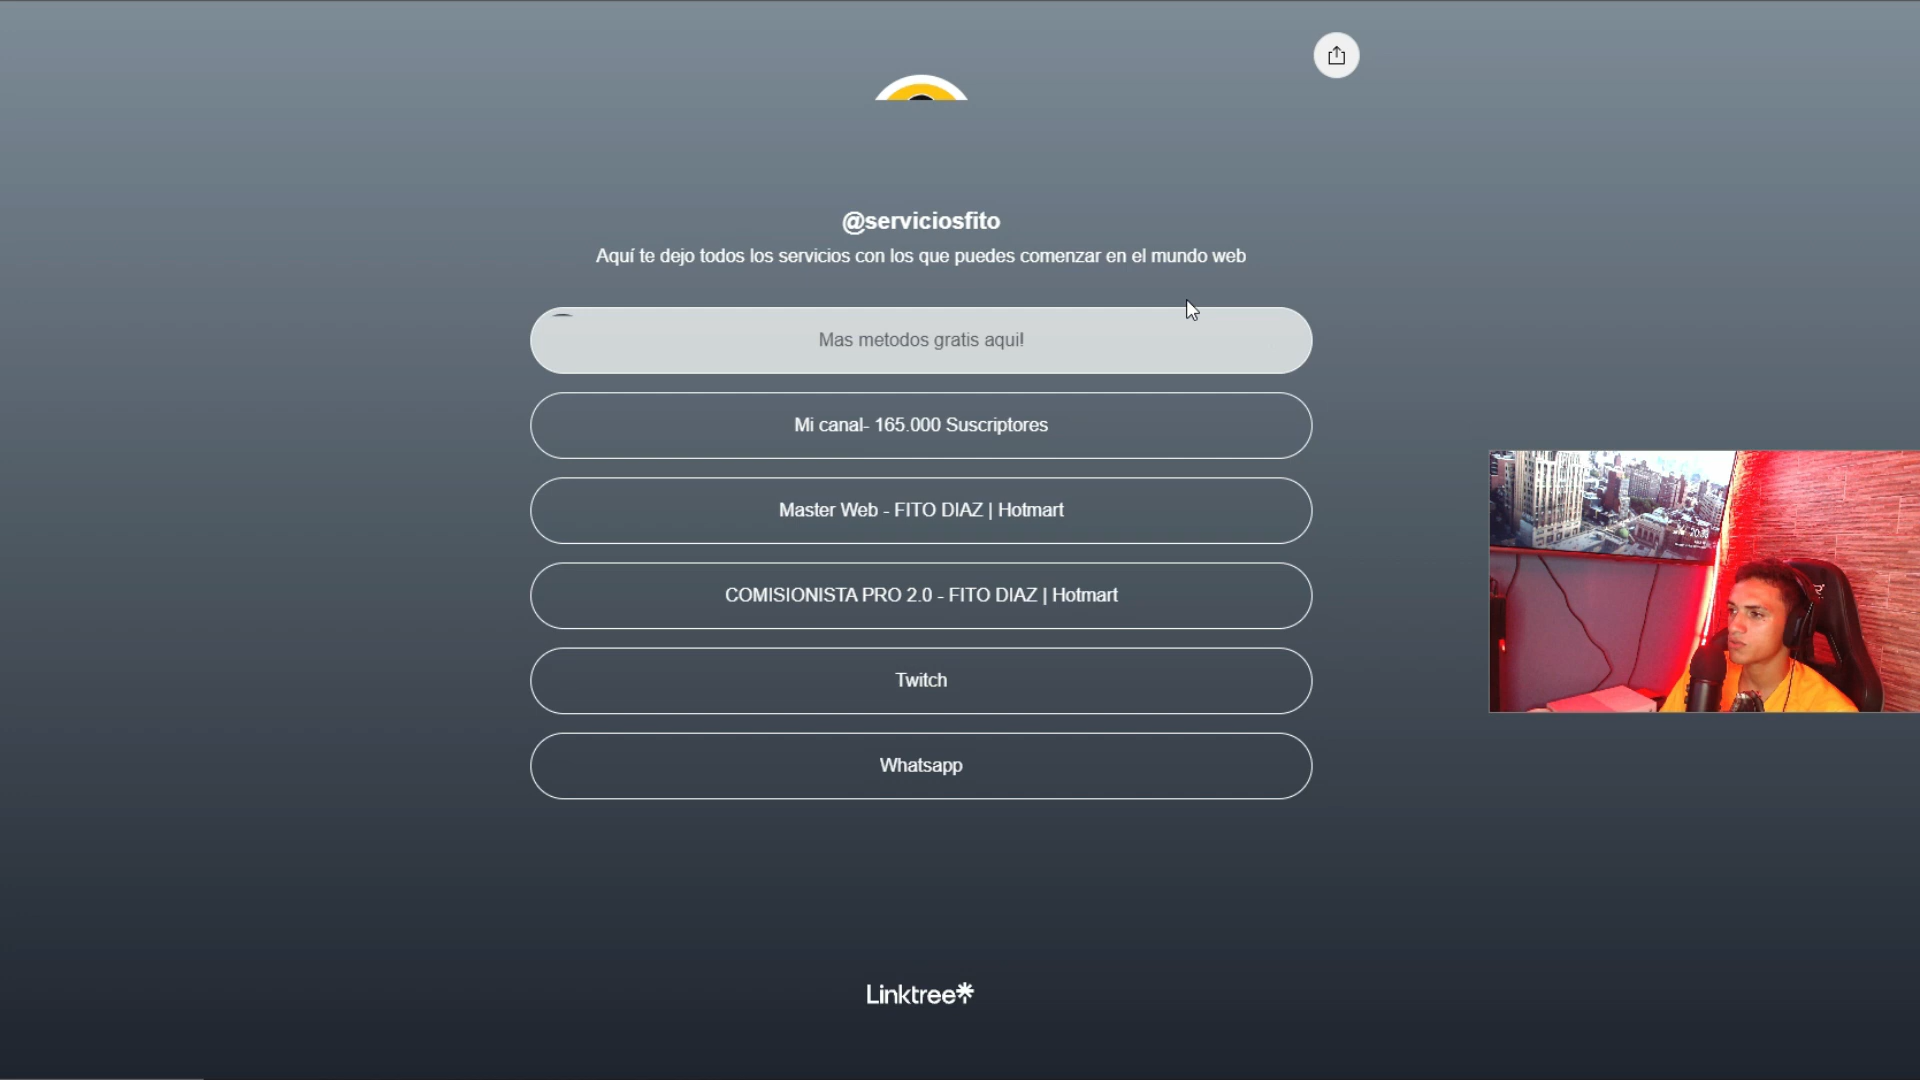 @serviciosfito
Aquí te dejo todos los servicios con los que puedes comenzar en el mundo web
Mas metodos gratis aqui!
Mi canal- 165.000 Suscriptores
Master Web - FITO DIAZ | Hotmart
COMISIONISTA PRO 2.0 - FITO DIAZ | Hotmart
Twitch
Whatsapp
Linktree